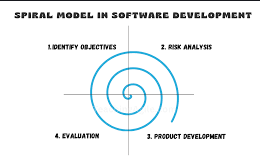 SPIRAL MODEL IN SOFTWARE DEVELOPMENT
1.IDENTIFY OBJECTIVES
2. RISK ANALYSIS
4. EVALUATION
3. PRODUCT DEVELOPMENT